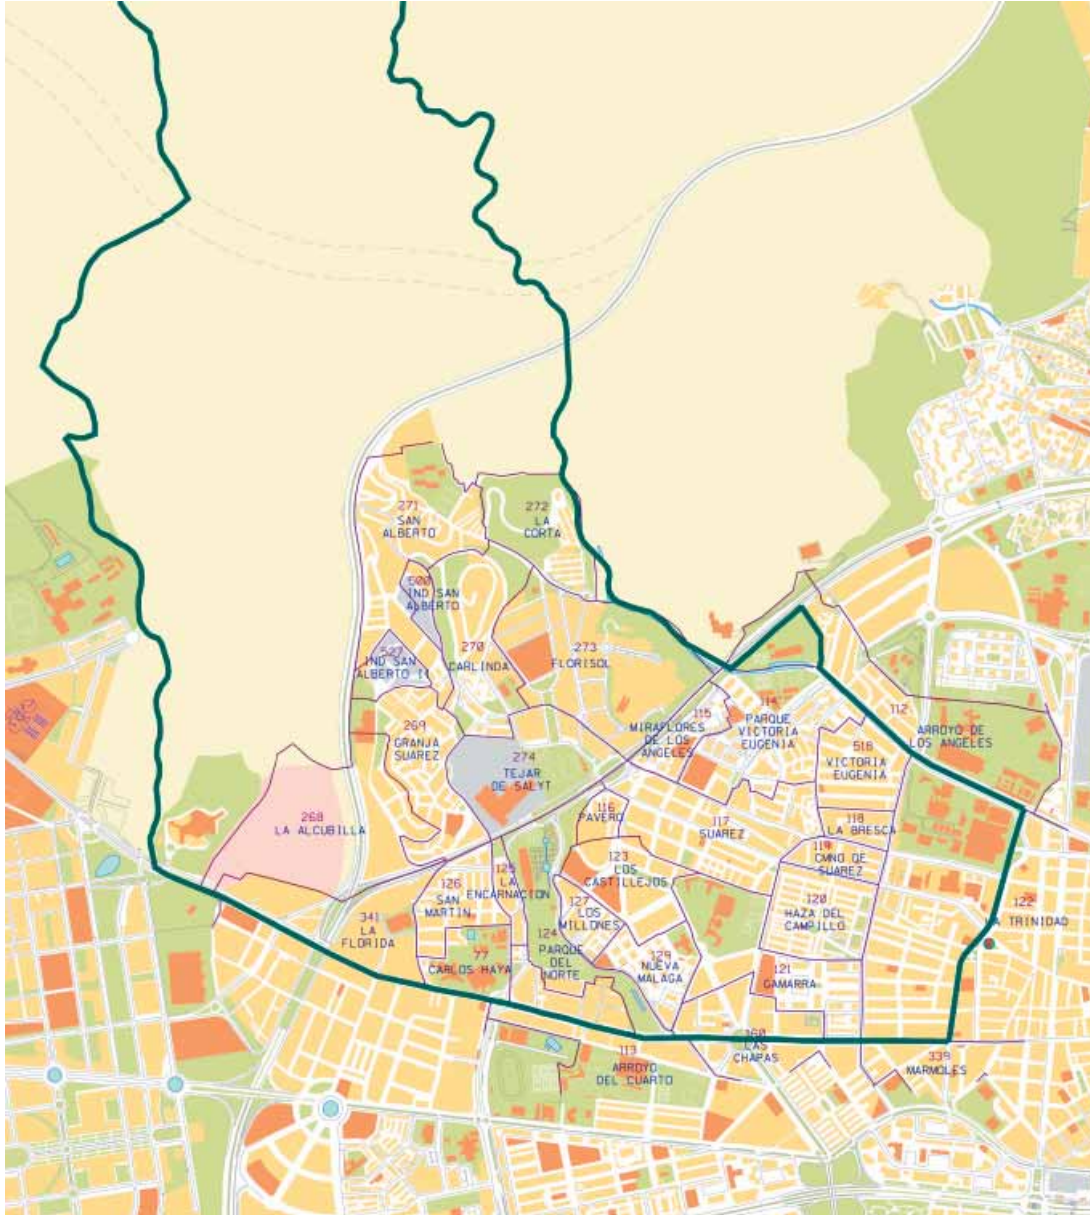 271
SAN
ALBERTO
272
LA
CORTA
600
IND SAN
ALBERTO
527
IND SAN
ALBERTO II
270
CARLINDA
273
FLORISOL
269
GRANJA
SUAREZ
274
TEJAR
DE SALYT
115
MIRAFLORES
DE LOS
ANGELES
114
PARQUE
VICTORIA
EUGENIA
112
ARROYO DE
LOS ANGELES
516
VICTORIA
EUGENIA
268
LA ALCUBILLA
116
PAVERO
117
SUAREZ
118
LA BRESCA
119
CMNO DE
SUAREZ
123
LOS
CASTILLEJOS
125
LA
ENCARNACION
126
SAN
MARTIN
127
LOS
MILLONES
120
HAZA DEL
CAMPILLO
122
LA TRINIDAD
341
LA
FLORIDA
77
CARLOS HAYA
124
PARQUE
DEL
NORTE
129
NUEVA
MALAGA
121
GAMARRA
160
LAS
CHAPAS
113
ARROYO
DEL CUARTO
339
MARMOLES